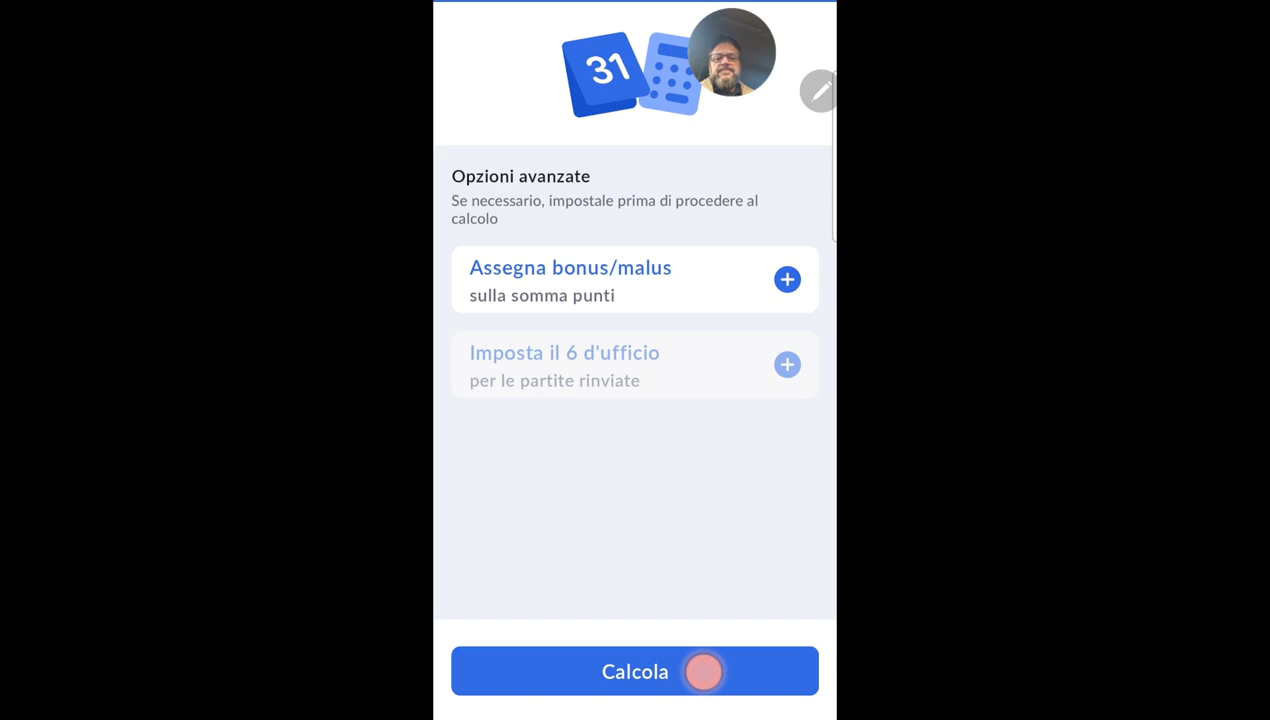 31
Opzioni avanzate
Se necessario, impostale prima di procedere al
calcolo
Assegna bonus/malus
sulla somma punti
Imposta il 6 d'ufficio
per le partite rinviate
Calcola